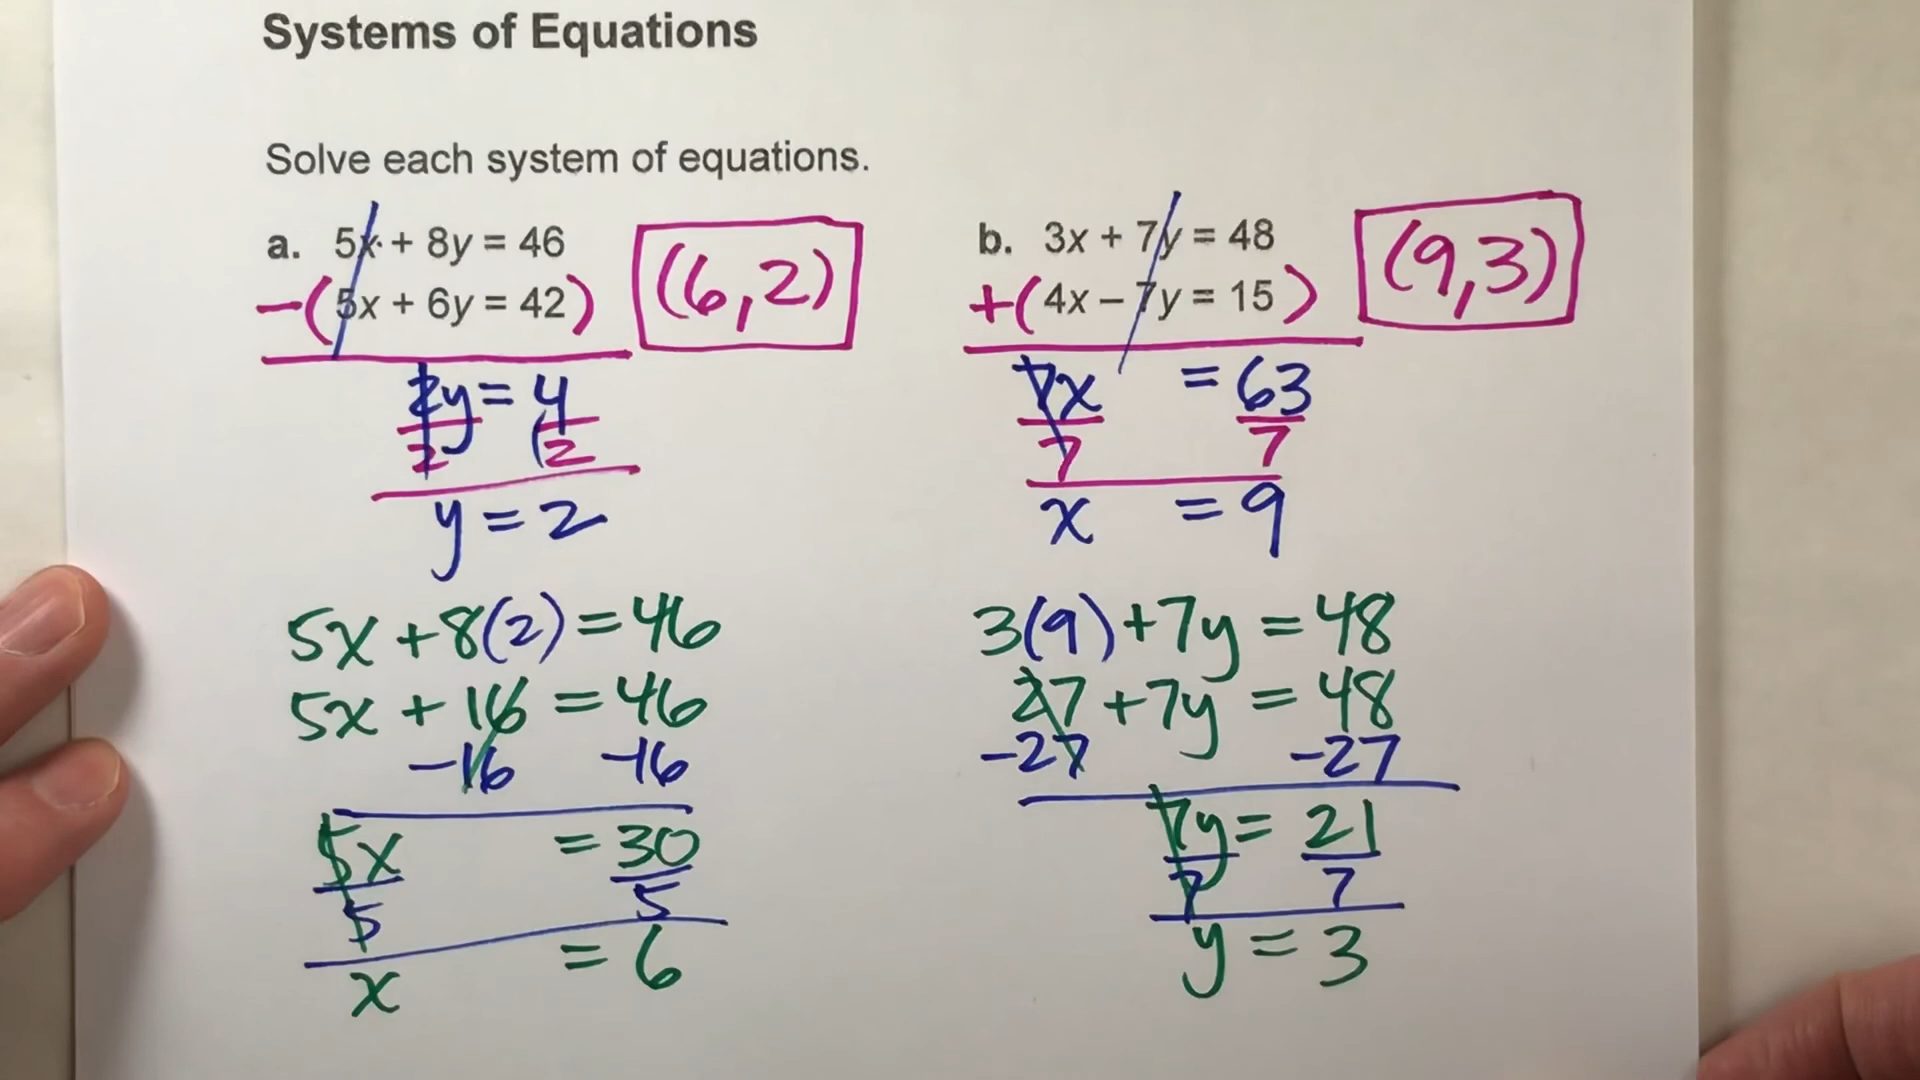 Systems of Equations
Solve each system of equations.
a. 5x + 8y = 46
-(5x + 6y = 42)
(6,2)
2y = 4
2 2
y = 2
5x + 8(2) = 46
5x + 16 = 46
-16 -16
5x = 30
5 5
x = 6
b. 3x + 7y = 48
+(4x – 7y = 15)
(9,3)
7x = 63
7 7
x = 9
3(9) + 7y = 48
27 + 7y = 48
-27 -27
7y = 21
7 7
y = 3